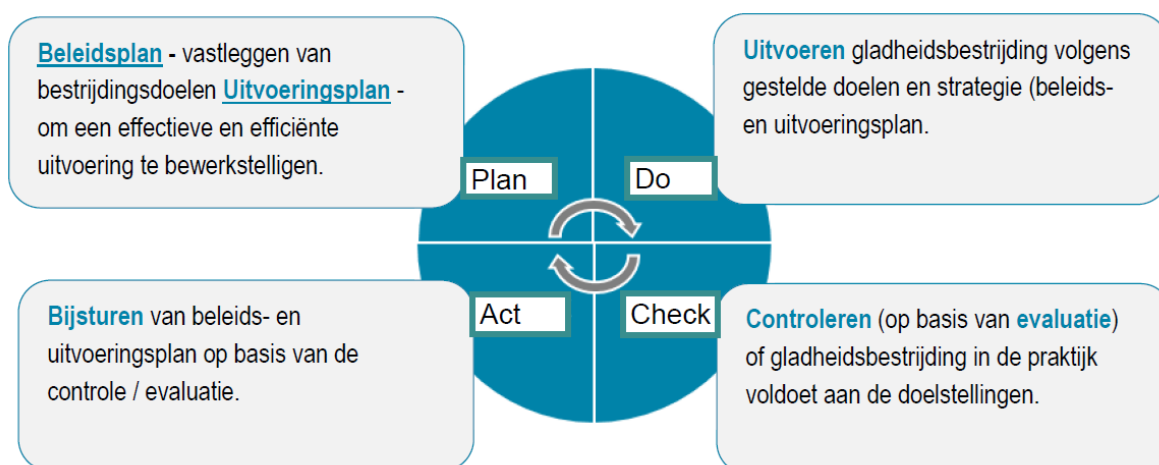 Beleidsplan - vastleggen van
bestrijdingsdoelen Uitvoeringsplan -
om een effectieve en efficiënte
uitvoering te bewerkstelligen.
Uitvoeren gladheidsbestrijding volgens
gestelde doelen en strategie (beleids-
en uitvoeringsplan.
Plan
Do
Act
Check
Bijsturen van beleids- en
uitvoeringsplan op basis van de
controle / evaluatie.
Controleren (op basis van evaluatie)
of gladheidsbestrijding in de praktijk
voldoet aan de doelstellingen.